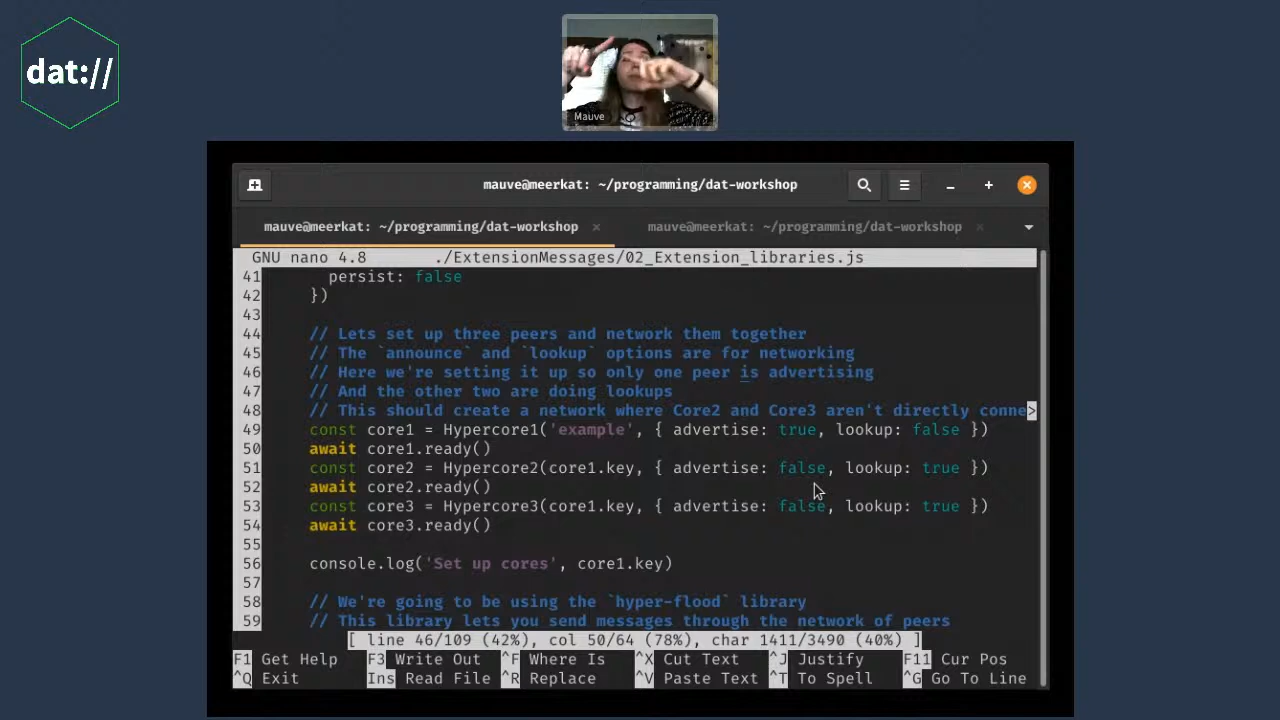 dat://
Mauve
mauve@meerkat: ~/programming/dat-workshop
mauve@meerkat: ~/programming/dat-workshop × mauve@meerkat: ~/programming/dat-workshop ×
GNU nano 4.8 ./ExtensionMessages/02_Extension_libraries.js
41 persist: false
42 })
43
44 // Lets set up three peers and network them together
45 // The `announce` and `lookup` options are for networking
46 // Here we're setting it up so only one peer is advertising
47 // And the other two are doing lookups
48 // This should create a network where Core2 and Core3 aren't directly conne>
49 const core1 = Hypercore1('example', { advertise: true, lookup: false })
50 await core1.ready()
51 const core2 = Hypercore2(core1.key, { advertise: false, lookup: true })
52 await core2.ready()
53 const core3 = Hypercore3(core1.key, { advertise: false, lookup: true })
54 await core3.ready()
55
56 console.log('Set up cores', core1.key)
57
58 // We're going to be using the `hyper-flood` library
59 // This library lets you send messages through the network of peers
[ line 46/109 (42%), col 50/64 (78%), char 1411/3490 (40%) ]
F1 Get Help F3 Write Out ^F Where Is ^X Cut Text ^J Justify F11 Cur Pos
^Q Exit Ins Read File ^R Replace ^V Paste Text ^T To Spell ^G Go To Line